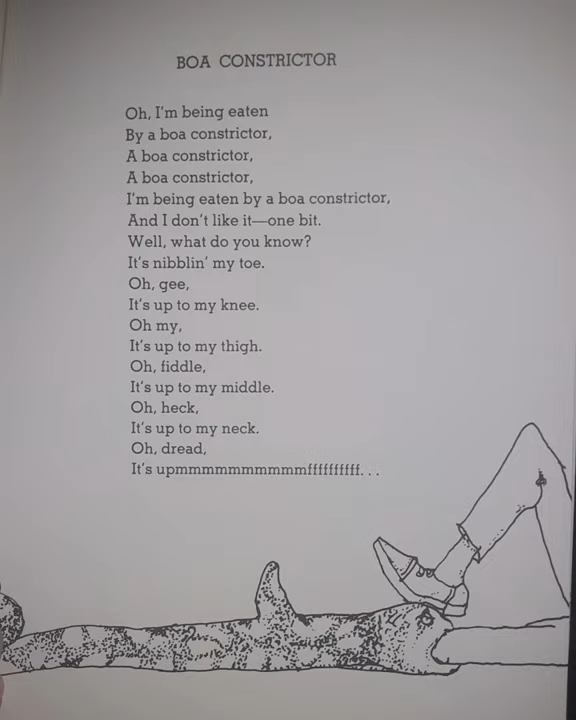 BOA CONSTRICTOR
Oh, I'm being eaten
By a boa constrictor,
A boa constrictor,
A boa constrictor,
I'm being eaten by a boa constrictor,
And I don't like it—one bit.
Well, what do you know?
It's nibblin' my toe.
Oh, gee,
It's up to my knee.
Oh my,
It's up to my thigh.
Oh, fiddle,
It's up to my middle.
Oh, heck,
It's up to my neck.
Oh, dread,
It's upmmmmmmmmmmffffffffff. . .